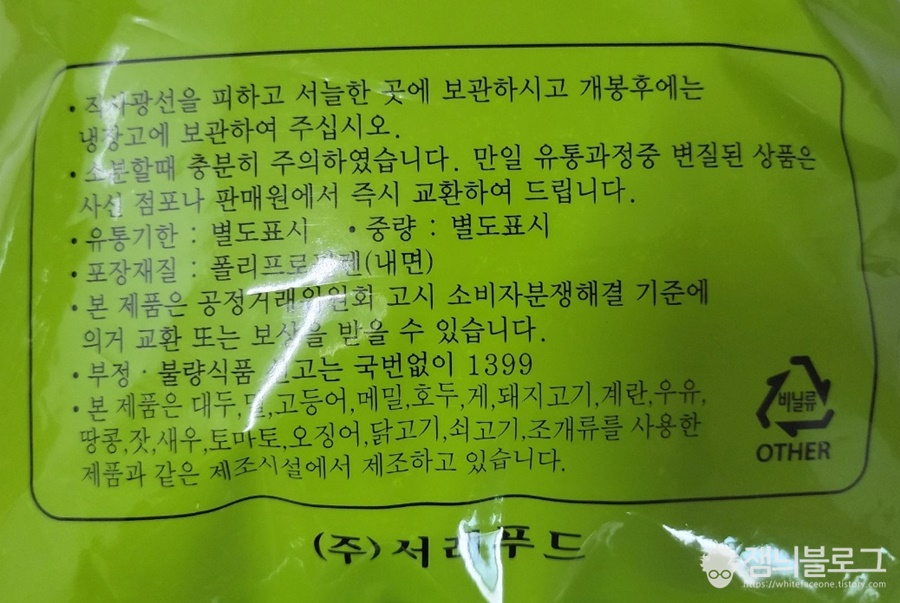 • 직사광선을 피하고 서늘한 곳에 보관하시고 개봉후에는
냉장고에 보관하여 주십시오.
• 소분할때 충분히 주의하였습니다. 만일 유통과정중 변질된 상품은
사신 점포나 판매원에서 즉시 교환하여 드립니다.
• 유통기한 : 별도표시 • 중량 : 별도표시
• 포장재질 : 폴리프로필렌(내면)
• 본 제품은 공정거래위원회 고시 소비자분쟁해결 기준에
의거 교환 또는 보상을 받을 수 있습니다.
• 부정·불량식품 신고는 국번없이 1399
• 본 제품은 대두,밀,고등어,메밀,호두,게,돼지고기,계란,우유,
땅콩,잣,새우,토마토,오징어,닭고기,쇠고기,조개류를 사용한
제품과 같은 제조시설에서 제조하고 있습니다.
비닐류
OTHER
(주)서리푸드
잼늬블로그
https://whitefaceone.tistory.com